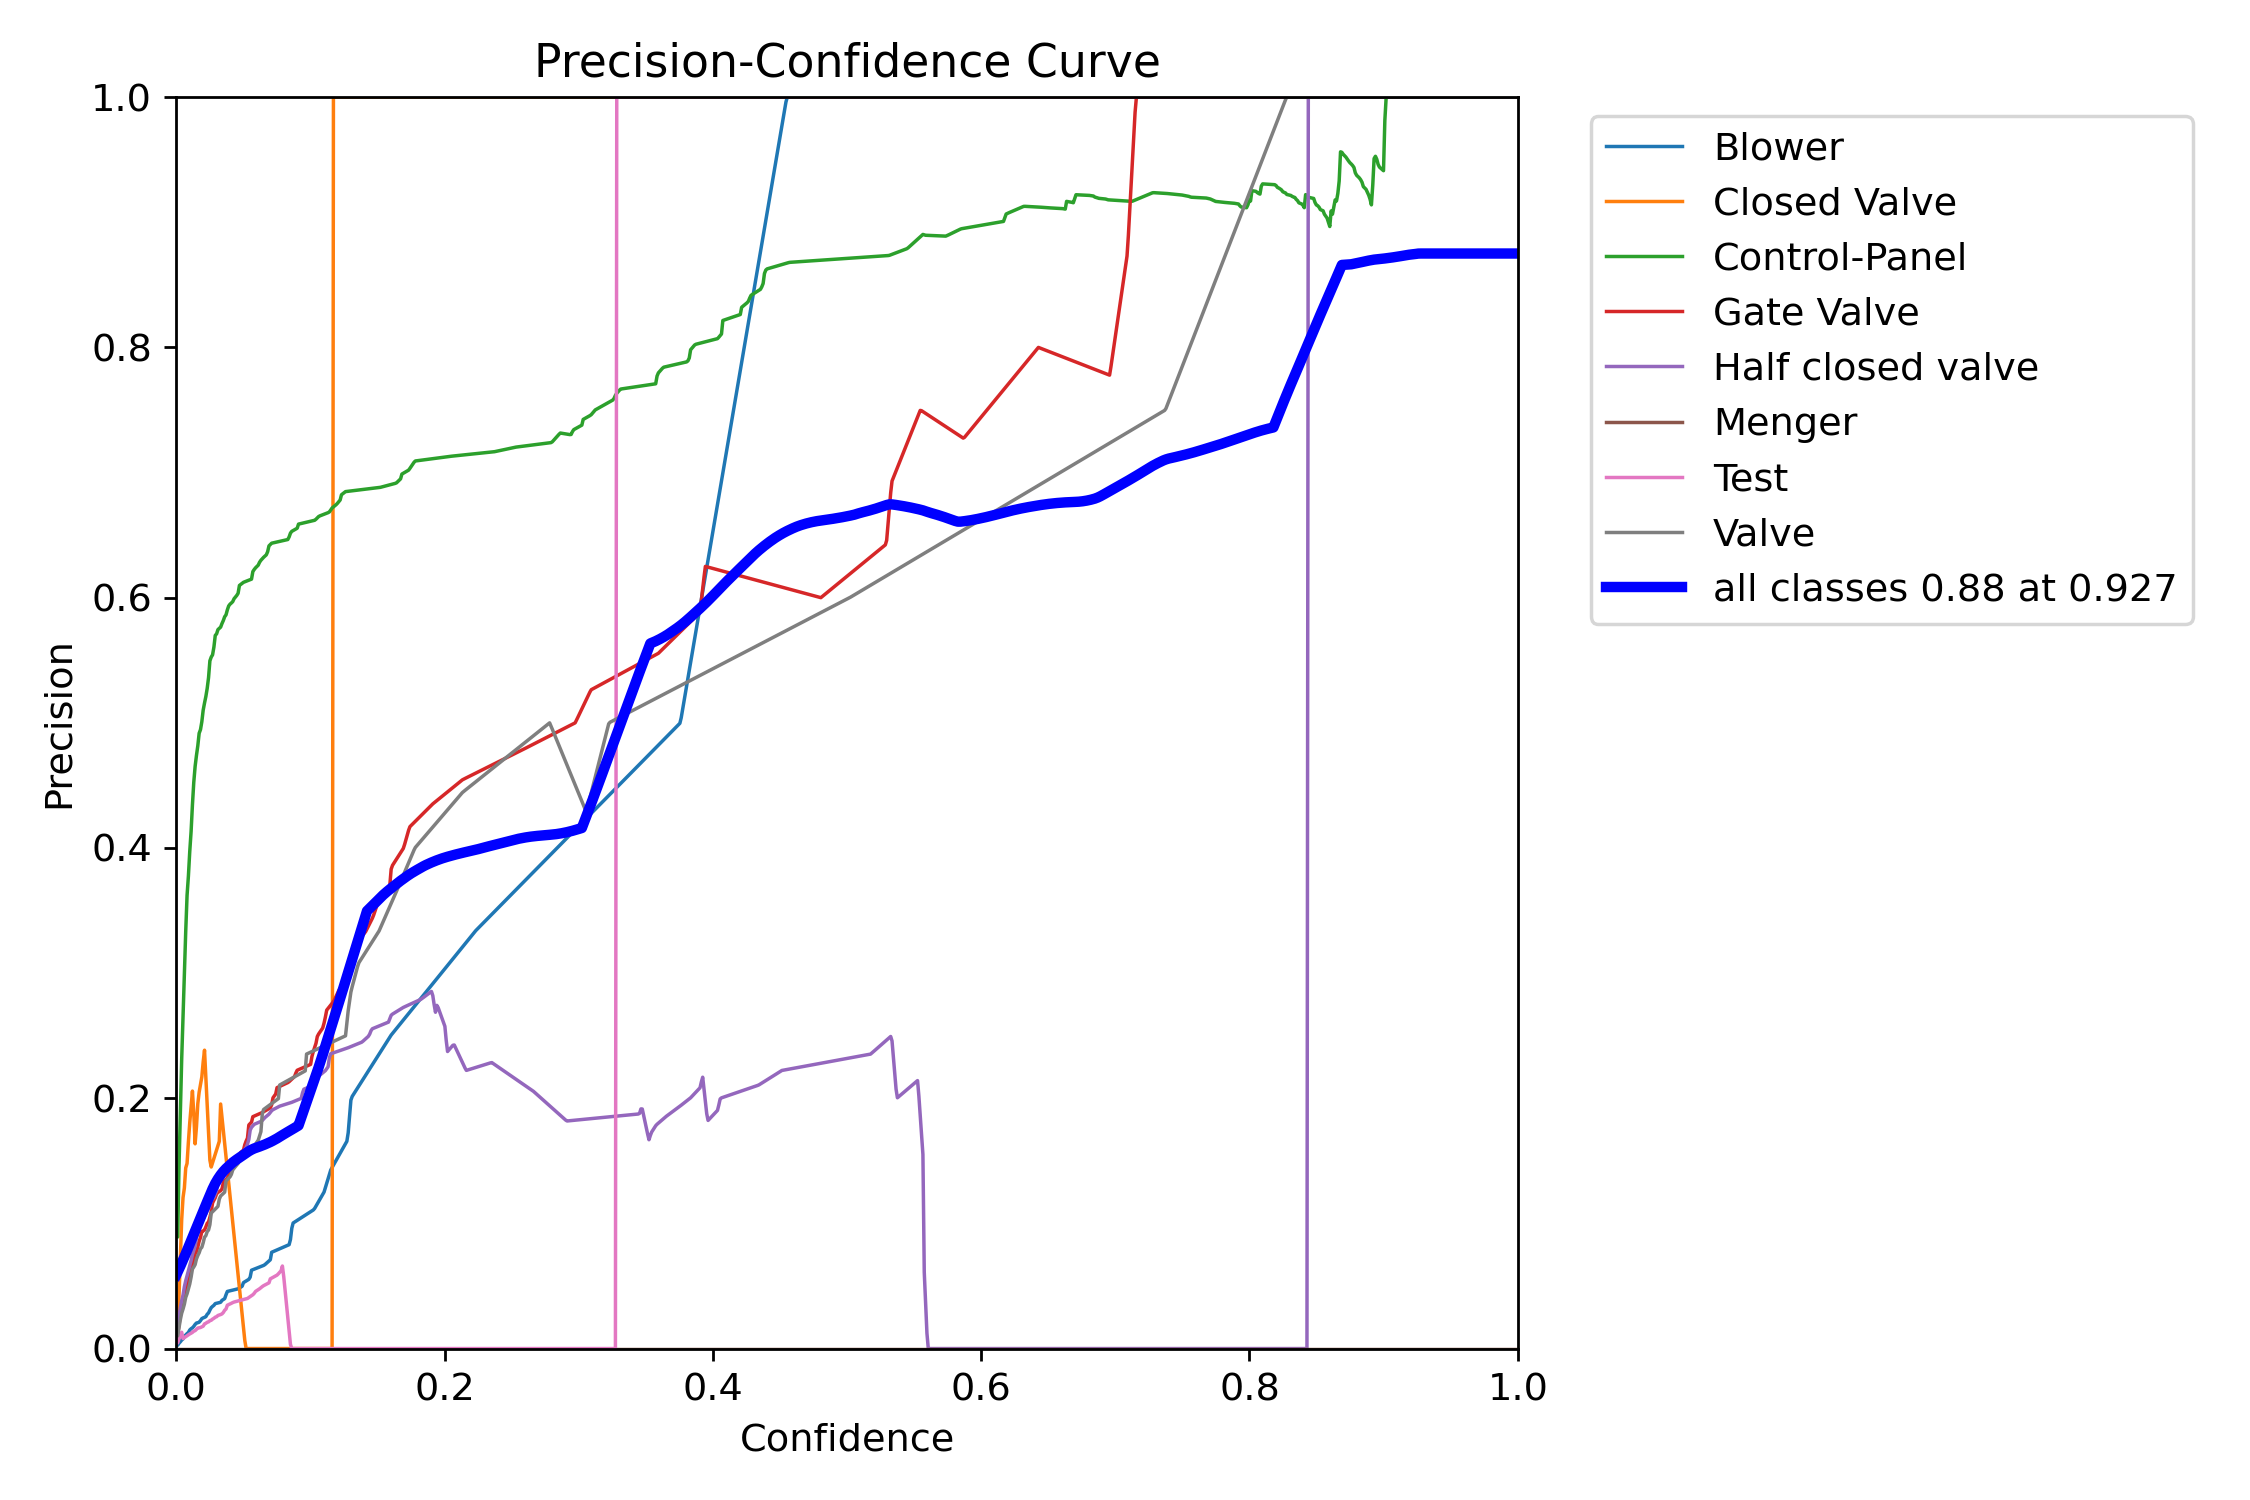 Precision-Confidence Curve
1.0
0.8
0.6
0.4
0.2
0.0
Precision
0.0 0.2 0.4 0.6 0.8 1.0
Confidence
Blower
Closed Valve
Control-Panel
Gate Valve
Half closed valve
Menger
Test
Valve
all classes 0.88 at 0.927